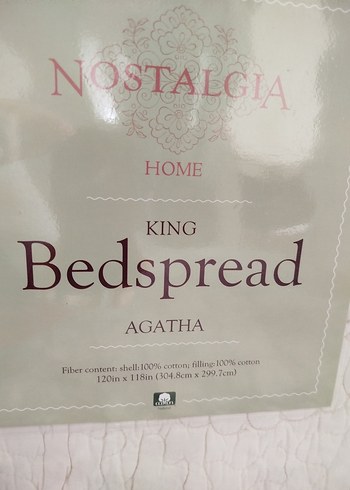 NOSTALGIA
HOME
KING
Bedspread
AGATHA
Fiber content: shell:100% cotton; filling:100% cotton
120in x 118in (304.8cm x 299.7cm)